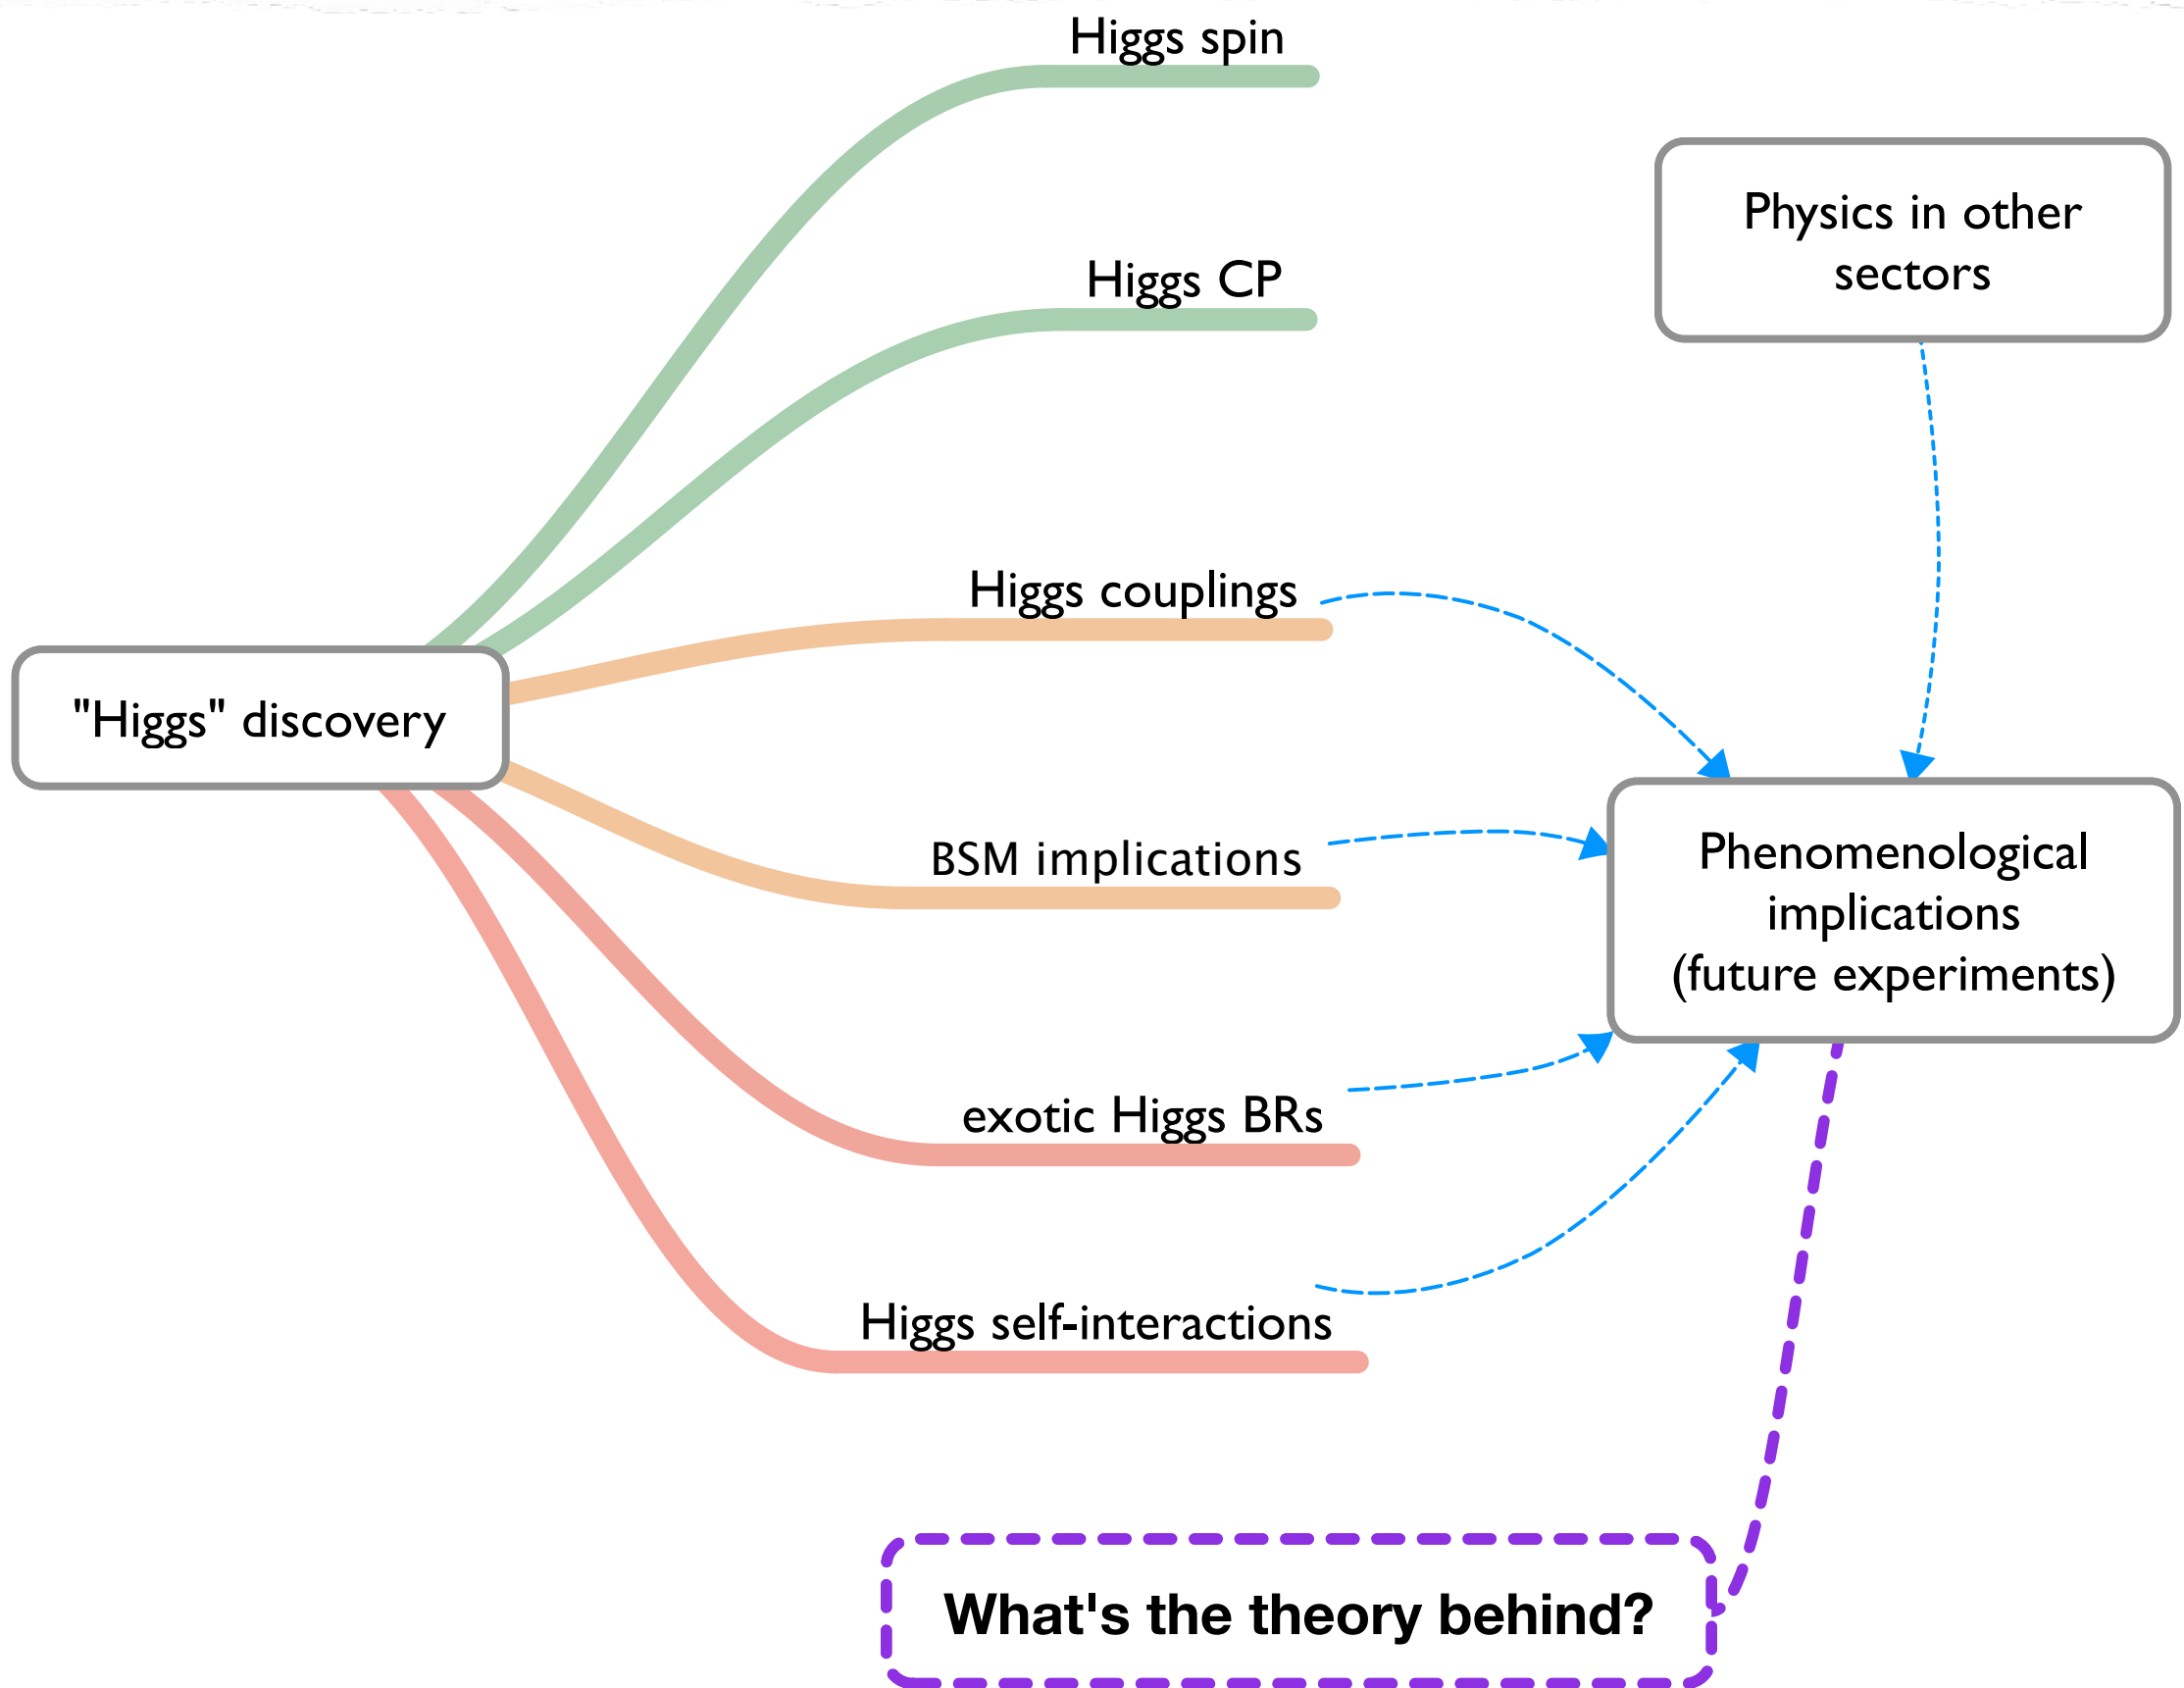 Higgs spin
Physics in other
sectors
Higgs CP
Higgs couplings
"Higgs" discovery
BSM implications
Phenomenological
implications
(future experiments)
exotic Higgs BRs
Higgs self-interactions
What's the theory behind?